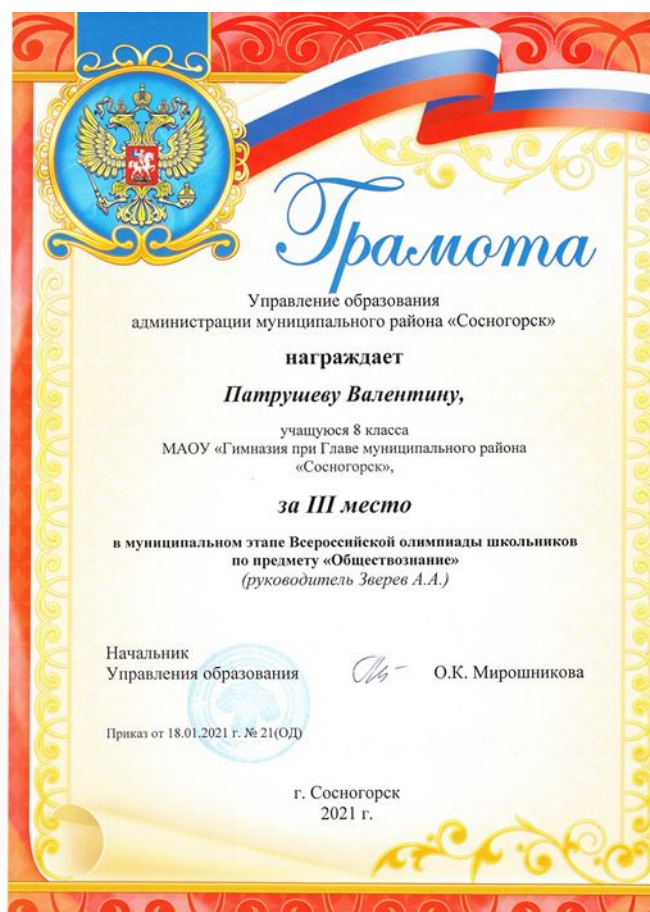 Грамота
Управление образования
администрации муниципального района «Сосногорск»
награждает
Патрушеву Валентину,
учащуюся 8 класса
МАОУ «Гимназия при Главе муниципального района
«Сосногорск»,
за III место
в муниципальном этапе Всероссийской олимпиады школьников
по предмету «Обществознание»
(руководитель Зверев А.А.)
Начальник
Управления образования О.К. Мирошникова
Приказ от 18.01.2021 г. № 21(ОД)
г. Сосногорск
2021 г.